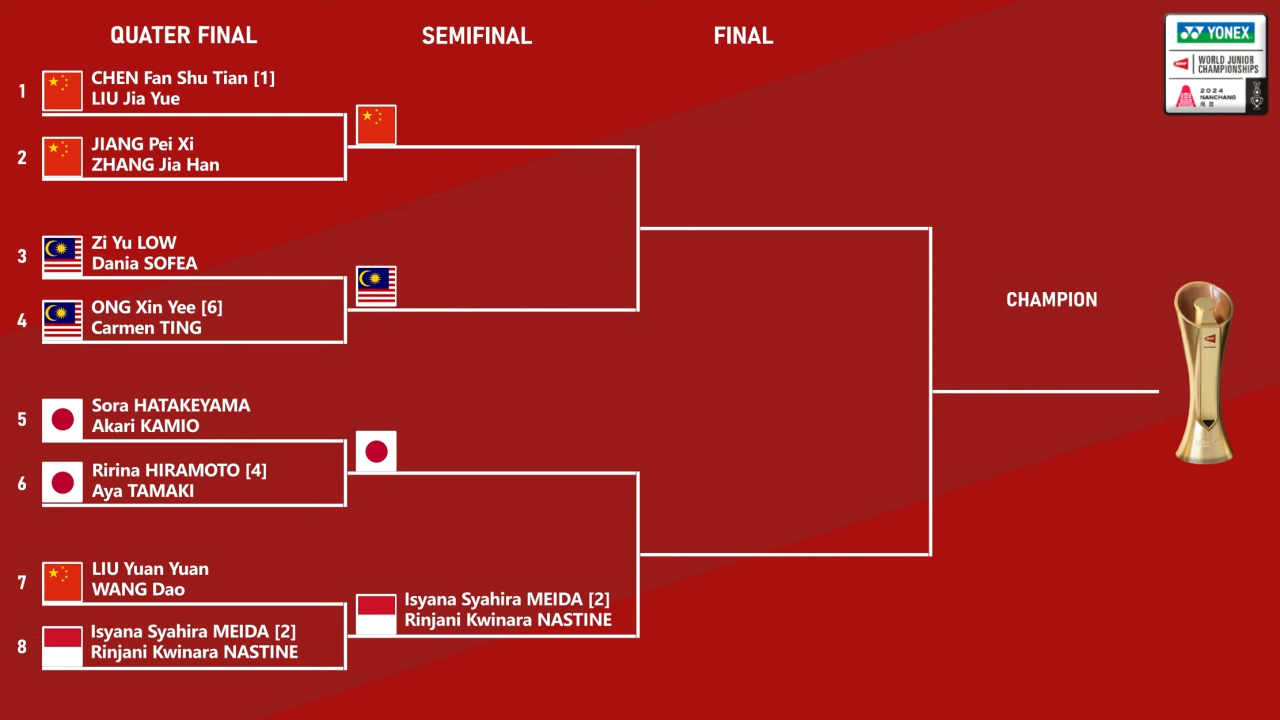 QUATER FINAL
SEMIFINAL
FINAL
YONEX
WORLD JUNIOR
CHAMPIONSHIPS
2024
NANCHANG
1
CHEN Fan Shu Tian [1]
LIU Jia Yue
2
JIANG Pei Xi
ZHANG Jia Han
3
Zi Yu LOW
Dania SOFEA
4
ONG Xin Yee [6]
Carmen TING
5
Sora HATAKEYAMA
Akari KAMIO
6
Ririna HIRAMOTO [4]
Aya TAMAKI
7
LIU Yuan Yuan
WANG Dao
8
Isyana Syahira MEIDA [2]
Rinjani Kwinara NASTINE
Isyana Syahira MEIDA [2]
Rinjani Kwinara NASTINE
CHAMPION